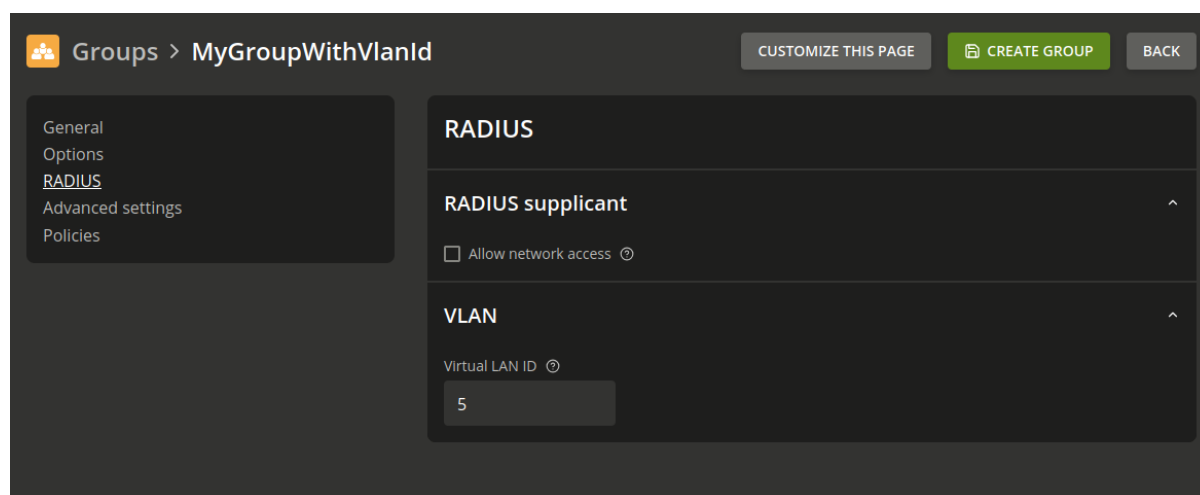 Groups > MyGroupWithVlanId
CUSTOMIZE THIS PAGE
CREATE GROUP
BACK
General
Options
RADIUS
Advanced settings
Policies
RADIUS
RADIUS supplicant
Allow network access
VLAN
Virtual LAN ID
5